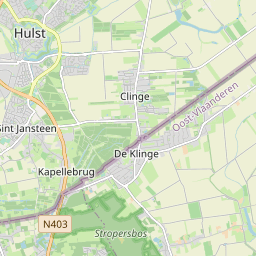 Hulst
Clinge
Oost-Vlaanderen
Sint Jansteen
De Klinge
Kapellebrug
N403
Stropersbos